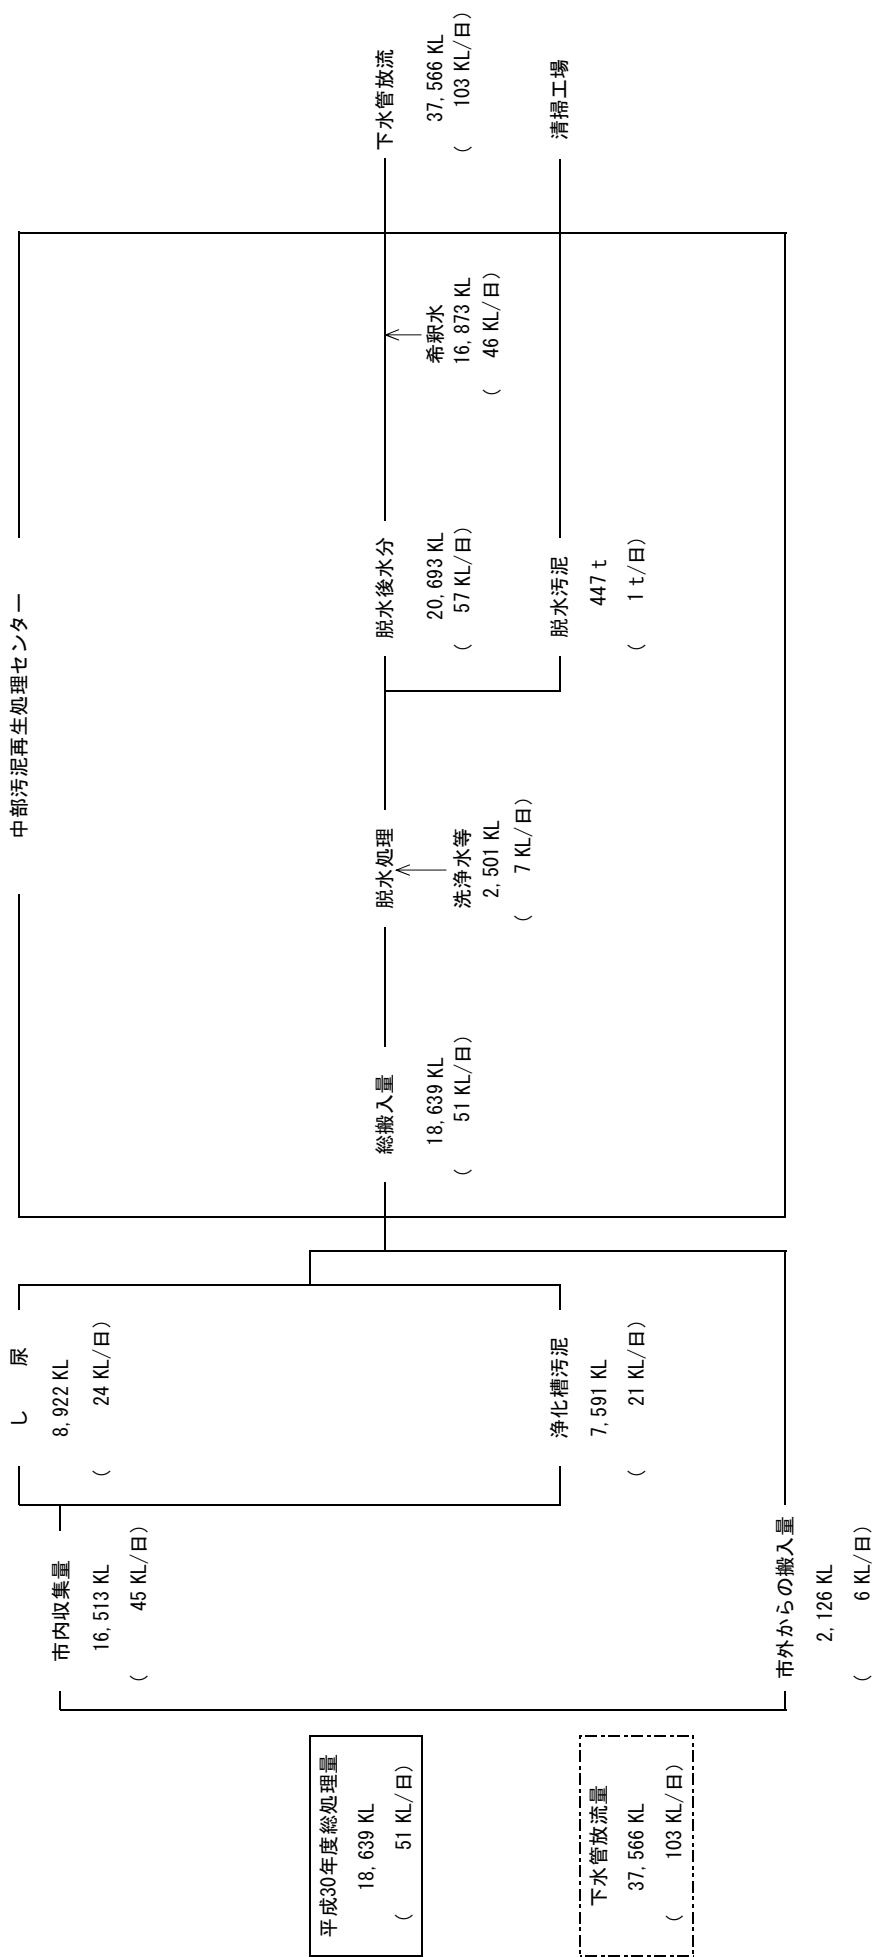 平成30年度総処理量
18,639 KL
( 51 KL/日)
下水管放流量
37,566 KL
( 103 KL/日)
市内収集量
16,513 KL
( 45 KL/日)
市外からの搬入量
2,126 KL
( 6 KL/日)
し 尿
8,922 KL
( 24 KL/日)
浄化槽汚泥
7,591 KL
( 21 KL/日)
中部汚泥再生処理センター
総搬入量
18,639 KL
( 51 KL/日)
脱水処理
洗浄水等
2,501 KL
( 7 KL/日)
脱水後水分
20,693 KL
( 57 KL/日)
脱水汚泥
447 t
( 1 t/日)
希釈水
16,873 KL
( 46 KL/日)
下水管放流
37,566 KL
( 103 KL/日)
清掃工場